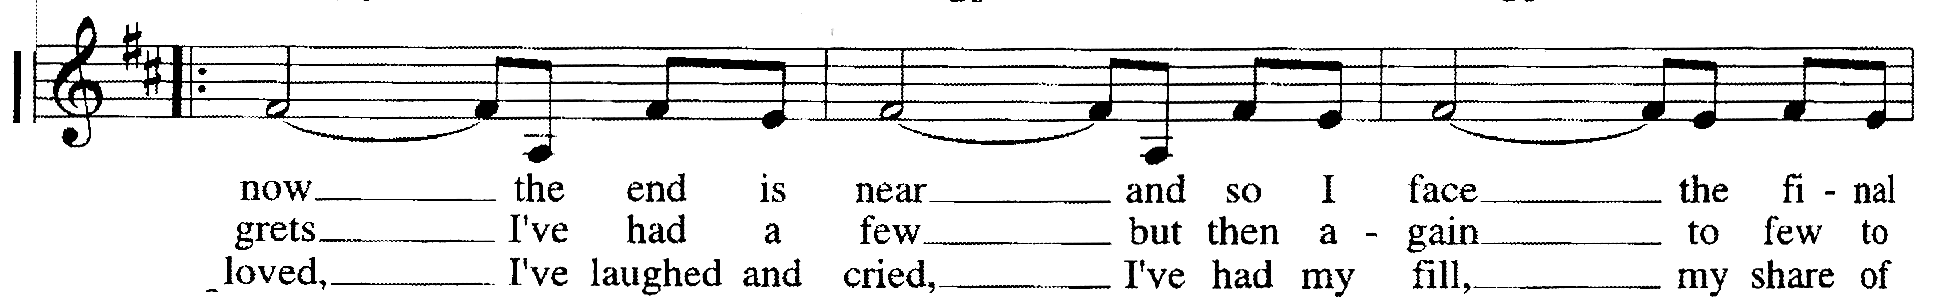 now the end is near and so I face the fi - nal
grets I've had a few but then a - gain to few to
loved, I've laughed and cried, I've had my fill, my share of